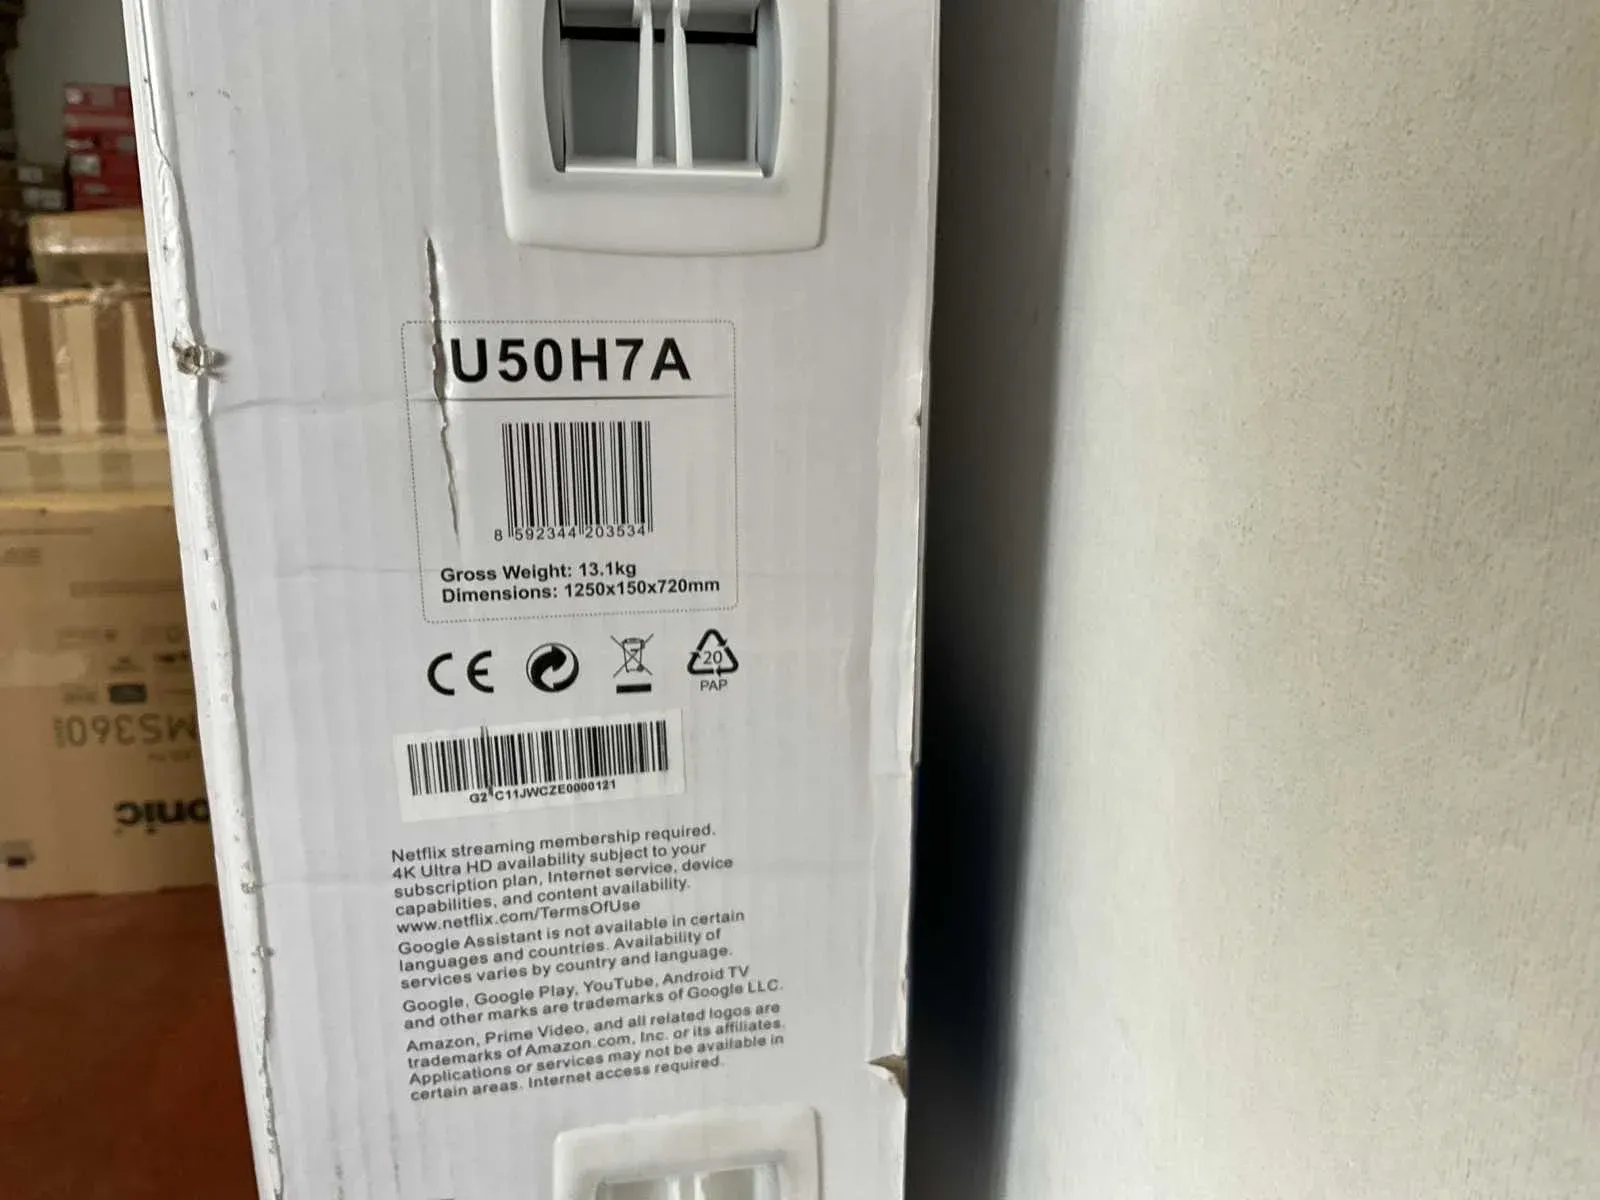 U50H7A
8 592344 203534
Gross Weight: 13.1kg
Dimensions: 1250x150x720mm
CE
20
PAP
C11JWCZE0000121
Netflix streaming membership required.
4K Ultra HD availability subject to your
subscription plan, Internet service, device
capabilities, and content availability.
www.netflix.com/TermsOfUse
Google Assistant is not available in certain
languages and countries. Availability of
services varies by country and language.
Google, Google Play, YouTube, Android TV
and other marks are trademarks of Google LLC.
Amazon, Prime Video, and all related logos are
trademarks of Amazon.com, Inc. or its affiliates.
Applications or services may not be available in
certain areas. Internet access required.
MS360
onic